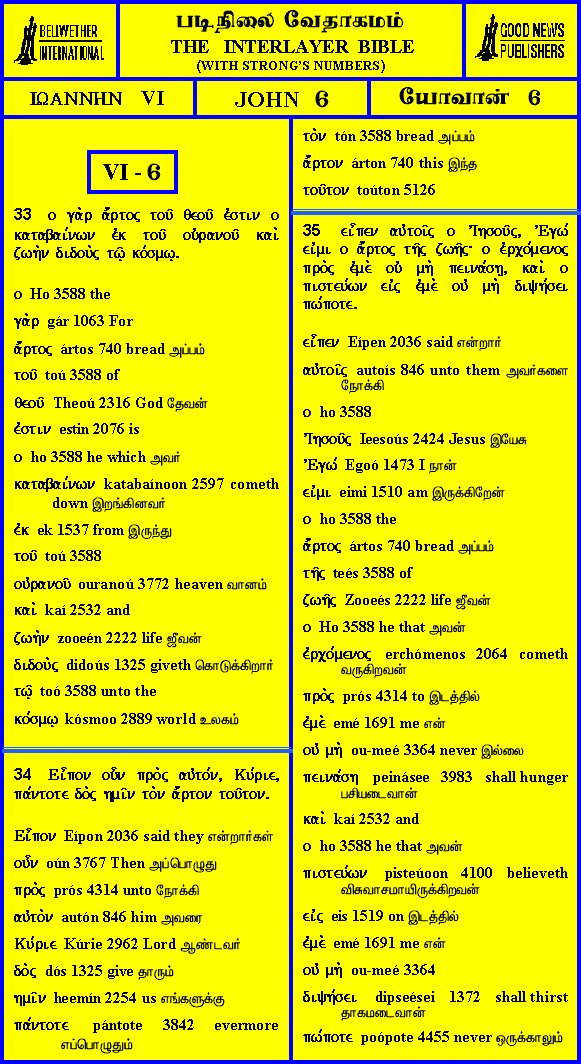 BELLWETHER
INTERNATIONAL
படிநிலை வேதாகமம்
THE INTERLAYER BIBLE
(WITH STRONG'S NUMBERS)
GOOD NEWS
PUBLISHERS
ΙΩΑΝΝΗΝ VI
JOHN 6
யோவான் 6
VI - 6
33 ο γὰρ ἄρτος τοῦ θεοῦ ἐστιν ο
καταβαίνων ἐκ τοῦ οὐρανοῦ καὶ
ζωὴν διδοὺς τῷ κόσμῳ.
ο Ho 3588 the
γὰρ gár 1063 For
ἄρτος ártos 740 bread அப்பம்
τοῦ toú 3588 of
θεοῦ Theoú 2316 God தேவன்
ἐστιν estin 2076 is
ο ho 3588 he which அவர்
καταβαίνων katabaínoon 2597 cometh
down இறங்கினவர்
ἐκ ek 1537 from இருந்து
τοῦ toú 3588
οὐρανοῦ ouranoú 3772 heaven வானம்
καὶ kaí 2532 and
ζωὴν zooeén 2222 life ஜீவன்
διδοὺς didoús 1325 giveth கொடுக்கிறார்
τῷ toó 3588 unto the
κόσμῳ kósmoo 2889 world உலகம்
34 Εἶπον οὖν πρὸς αὐτόν, Κύριε,
πάντοτε δὸς ημῖν τὸν ἄρτον τοῦτον.
Εἶπον Eípon 2036 said they என்றார்கள்
οὖν oún 3767 Then அப்பொழுது
πρὸς prós 4314 unto நோக்கி
αὐτὸν autón 846 him அவரை
Κύριε Kúrie 2962 Lord ஆண்டவர்
δὸς dós 1325 give தாரும்
ημῖν heemín 2254 us எங்களுக்கு
πάντοτε pántote 3842 evermore
எப்பொழுதும்
τὸν tón 3588 bread அப்பம்
ἄρτον árton 740 this இந்த
τοῦτον toúton 5126
35 εἶπεν αὐτοῖς ο Ἰησοῦς, Ἐγώ
εἰμι ο ἄρτος τῆς ζωῆς· ο ἐρχόμενος
πρὸς ἐμὲ οὐ μὴ πεινάσῃ, καὶ ο
πιστεύων εἰς ἐμὲ οὐ μὴ διψήσει
πώποτε.
εἶπεν Eípen 2036 said என்றார்
αὐτοῖς autoís 846 unto them அவர்களை
நோக்கி
ο ho 3588
Ἰησοῦς Ieesoús 2424 Jesus இயேசு
Ἐγώ Egoó 1473 I நான்
εἰμι eimi 1510 am இருக்கிறேன்
ο ho 3588 the
ἄρτος ártos 740 bread அப்பம்
τῆς teés 3588 of
ζωῆς Zooeés 2222 life ஜீவன்
ο Ho 3588 he that அவன்
ἐρχόμενος erchómenos 2064 cometh
வருகிறவன்
πρὸς prós 4314 to இடத்தில்
ἐμὲ emé 1691 me என்
οὐ μὴ ou-meé 3364 never இல்லை
πεινάσῃ peinásee 3983 shall hunger
பசியடைவான்
καὶ kaí 2532 and
ο ho 3588 he that அவன்
πιστεύων pisteúoon 4100 believeth
விசுவாசமாயிருக்கிறவன்
εἰς eis 1519 on இடத்தில்
ἐμὲ emé 1691 me என்
οὐ μὴ ou-meé 3364
διψήσει dipseései 1372 shall thirst
தாகமடைவான்
πώποτε poópote 4455 never ஒருக்காலும்